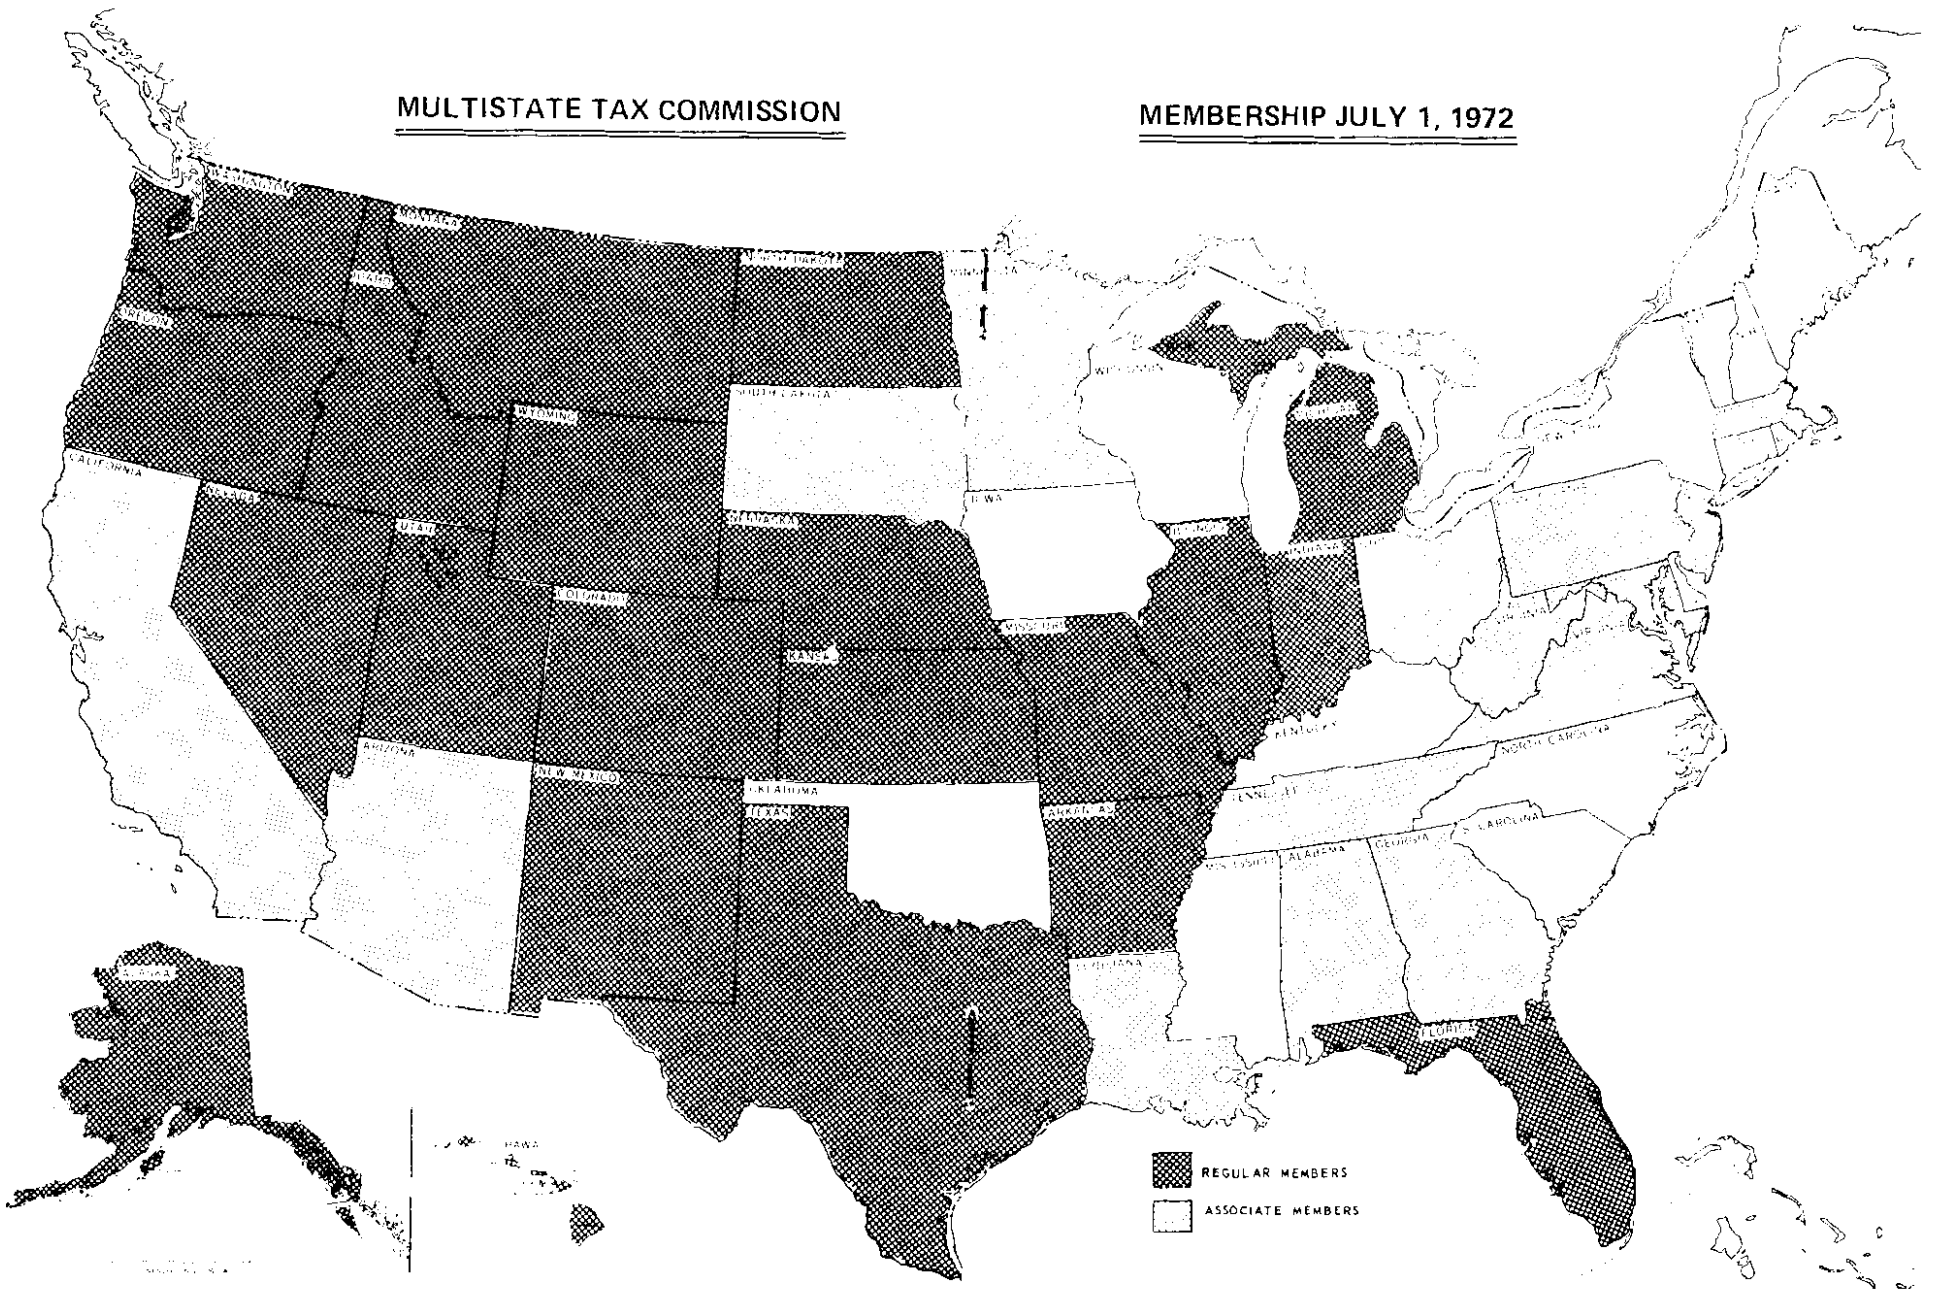 MULTISTATE TAX COMMISSION
MEMBERSHIP JULY 1, 1972
WASHINGTON
MONTANA
NORTH DAKOTA
IDAHO
OREGON
WISCONSIN
SOUTH DAKOTA
WYOMING
CALIFORNIA
NEVADA
NEBRASKA
UTAH
ILLINOIS
INDIANA
COLORADO
MISSOURI
KANSAS
KENTUCKY
ARIZONA
NEW MEXICO
NORTH CAROLINA
OKLAHOMA
TEXAS
ARKANSAS
S. CAROLINA
ALABAMA
GEORGIA
ALASKA
FLORIDA
REGULAR MEMBERS
ASSOCIATE MEMBERS